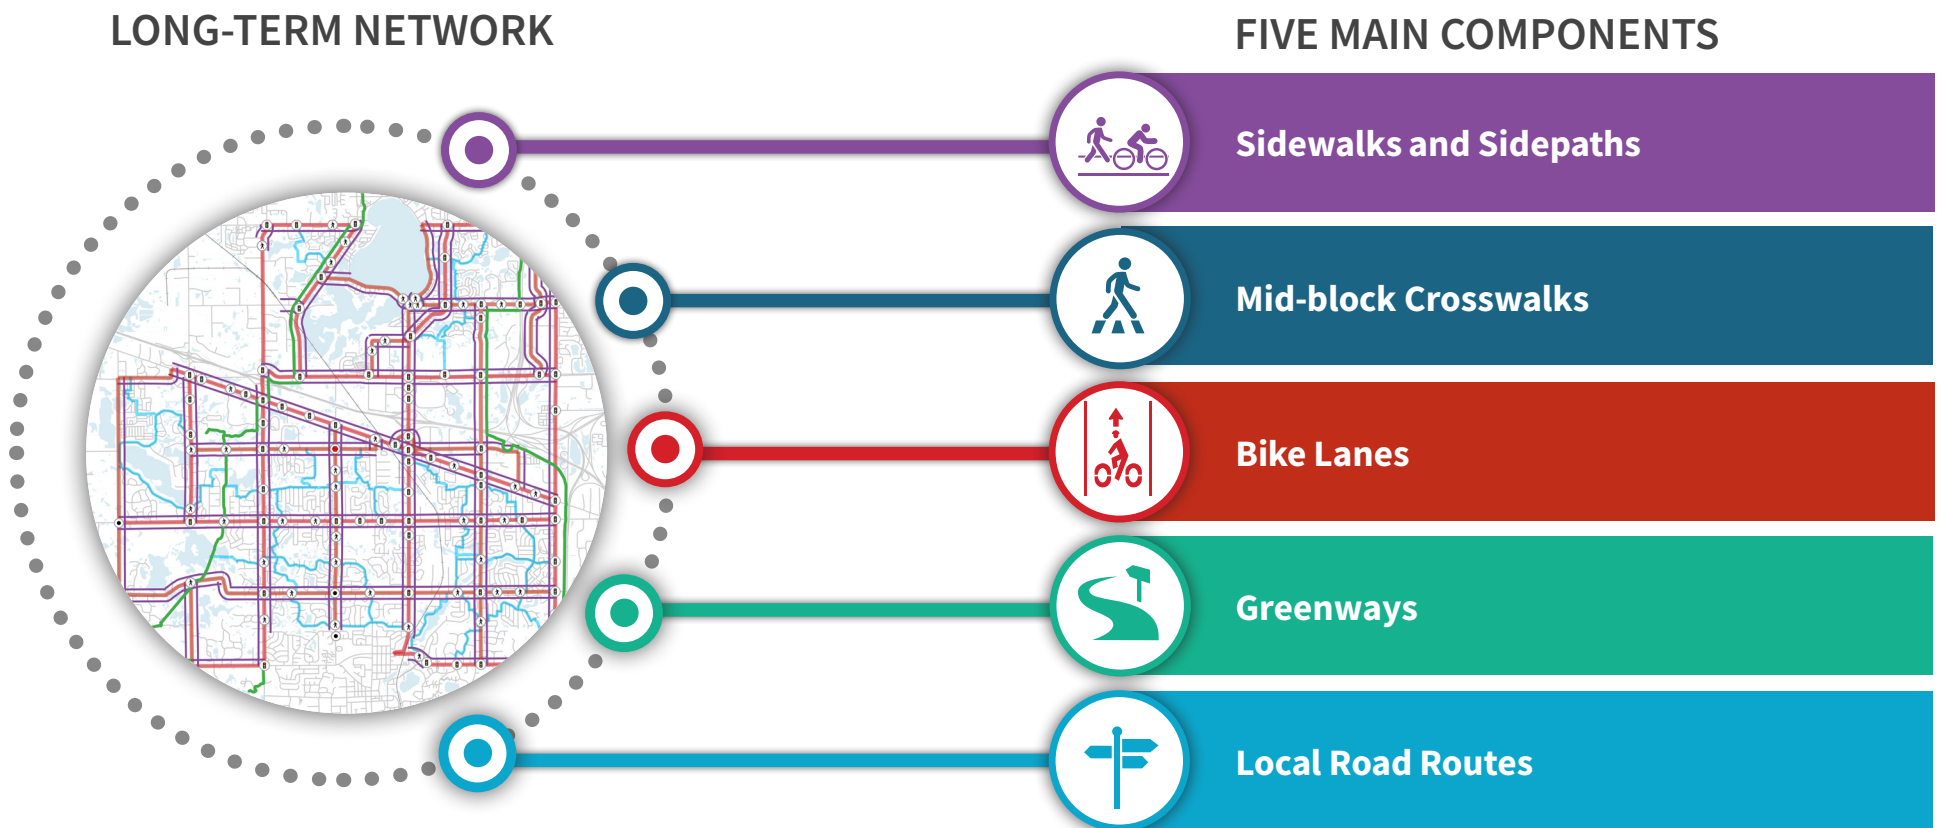 LONG-TERM NETWORK
FIVE MAIN COMPONENTS
Sidewalks and Sidepaths
Mid-block Crosswalks
Bike Lanes
Greenways
Local Road Routes